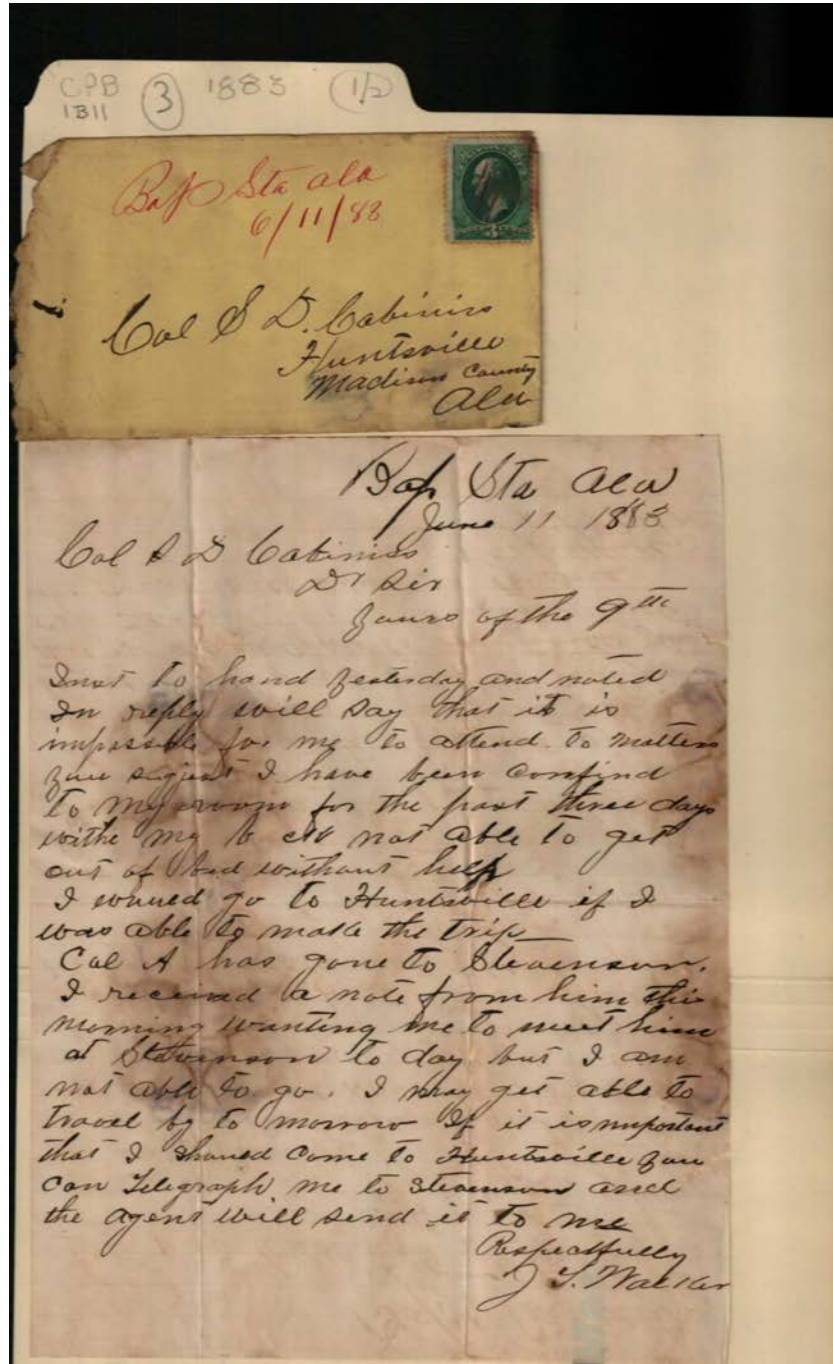 CPB 3 1883 (1/2)
1311
Sta Ala
6/11/83
Col S D. Cabiniss
Huntsville
Madison County
Ala
Sta Ala
June 11 1883
Col S D Cabiniss
Dr Sir
Yours of the 9th
to hand yesterday and noted
In reply will say that it is
impossible for me to attend to matters
you I have been confind
to my room for the past three days
withe my not able to get
out of bed without help
I would go to Huntsville if I
was able to make the trip
Col A has gone to Stevenson.
I received a note from him this
morning wanting me to meet him
at Stevenson to day but I am
not able to go. I may get able to
travel by to morrow If it is important
that I should come to Huntsville you
can Telegraph me to Stevenson and
the agent will send it to me
Respectfully
J Walker